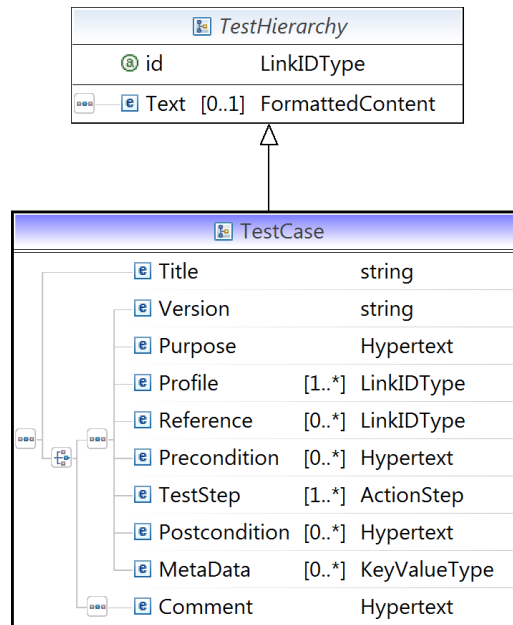 TestHierarchy
a id LinkIDType
e Text [0..1] FormattedContent
TestCase
e Title string
e Version string
e Purpose Hypertext
e Profile [1..*] LinkIDType
e Reference [0..*] LinkIDType
e Precondition [0..*] Hypertext
e TestStep [1..*] ActionStep
e Postcondition [0..*] Hypertext
e MetaData [0..*] KeyValueType
e Comment Hypertext